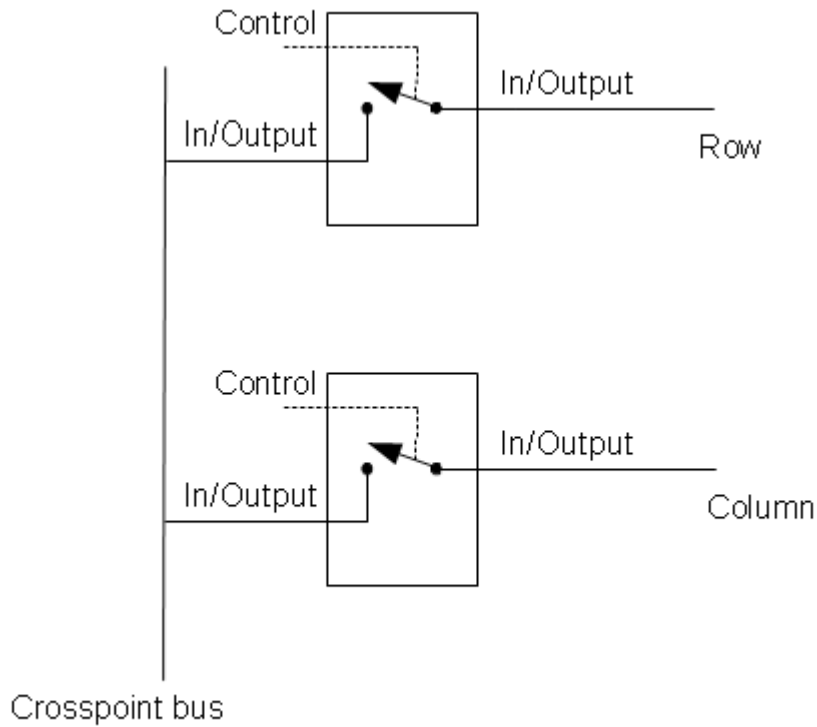 Control
In/Output
In/Output
Row
Control
In/Output
In/Output
Column
Crosspoint bus